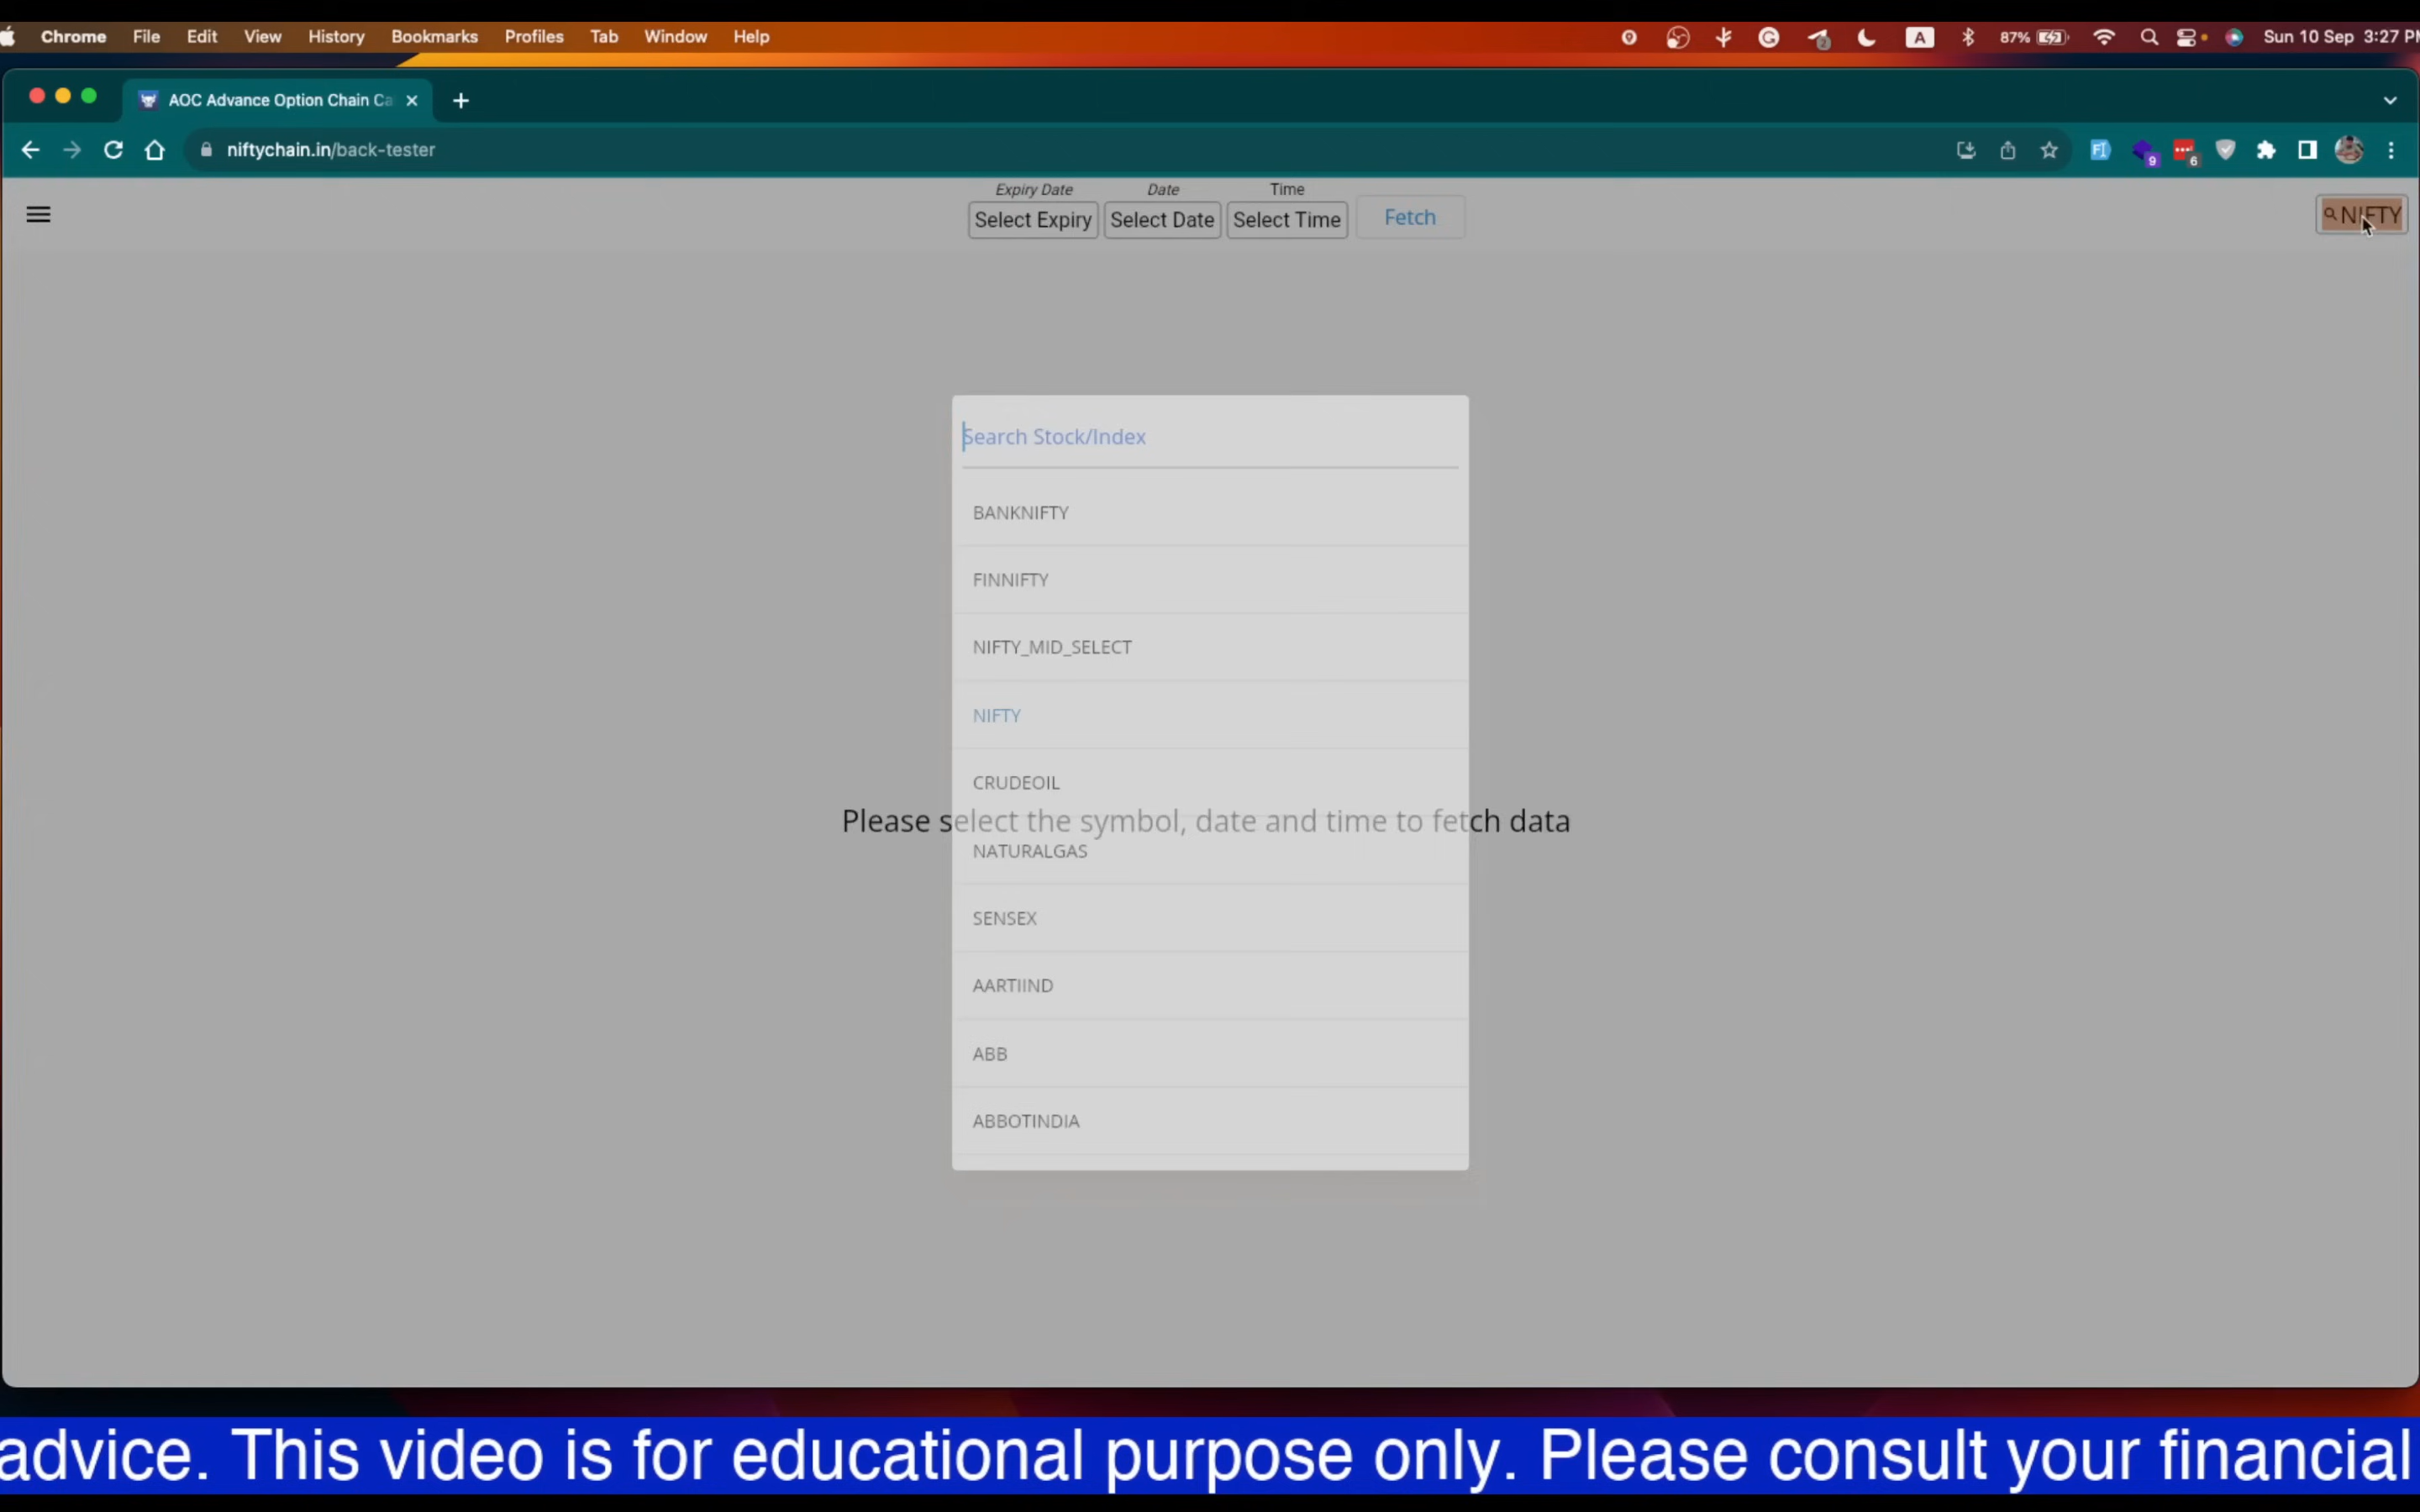 Chrome File Edit View History Bookmarks Profiles Tab Window Help
A 87% Sun 10 Sep 3:27
AOC Advance Option Chain
niftychain.in/back-tester
9 6
Expiry Date Date Time
Select Expiry Select Date Select Time Fetch
NIFTY
Search Stock/Index
BANKNIFTY
FINNIFTY
NIFTY_MID_SELECT
NIFTY
CRUDEOIL
Please select the symbol, date and time to fetch data
NATURALGAS
SENSEX
AARTIIND
ABB
ABBOTINDIA
advice. This video is for educational purpose only. Please consult your financial